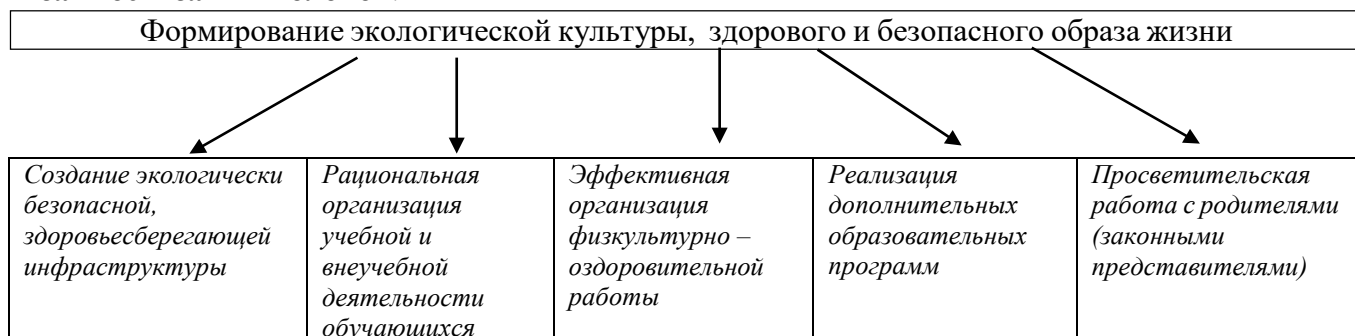 Формирование экологической культуры, здорового и безопасного образа жизни
Создание экологически
безопасной,
здоровьесберегающей
инфраструктуры
Рациональная
организация
учебной и
внеучебной
деятельности
обучающихся
Эффективная
организация
физкультурно –
оздоровительной
работы
Реализация
дополнительных
образовательных
программ
Просветительская
работа с родителями
(законными
представителями)